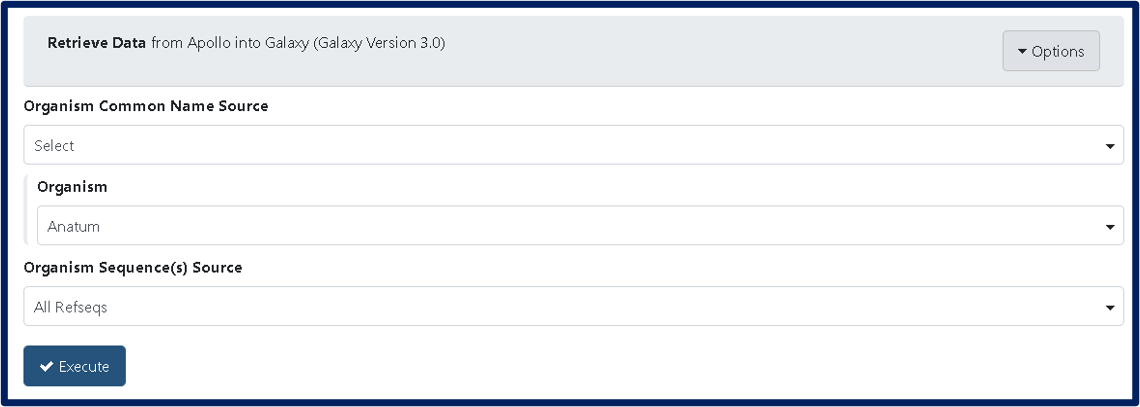 Retrieve Data from Apollo into Galaxy (Galaxy Version 3.0)
Options
Organism Common Name Source
Select
Organism
Anatum
Organism Sequence(s) Source
All Refseqs
Execute